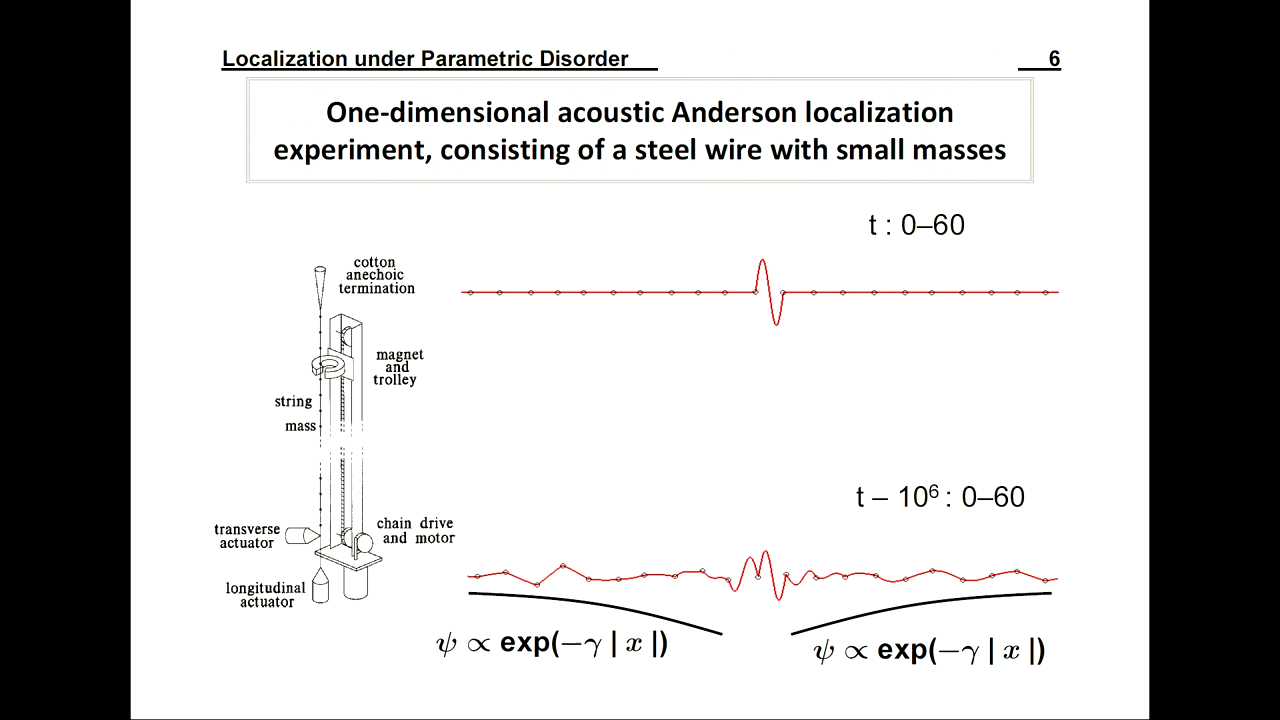 Localization under Parametric Disorder 6
One-dimensional acoustic Anderson localization
experiment, consisting of a steel wire with small masses
t : 0–60
cotton
anechoic
termination
magnet
and
trolley
string
mass
t – 10⁶ : 0–60
transverse
actuator
chain drive
and motor
longitudinal
actuator
ψ ∝ exp(−γ | x |)
ψ ∝ exp(−γ | x |)